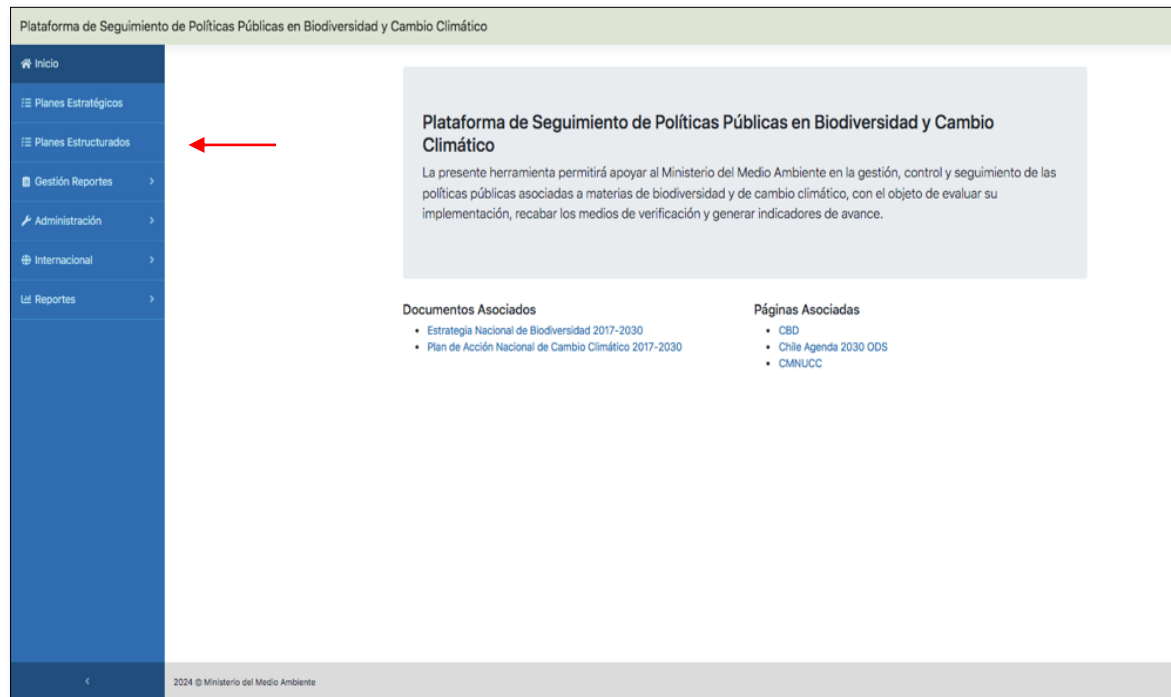 Plataforma de Seguimiento de Políticas Públicas en Biodiversidad y Cambio Climático
Inicio
Planes Estratégicos
Planes Estructurados
Gestión Reportes
Administración
Internacional
Reportes
Plataforma de Seguimiento de Políticas Públicas en Biodiversidad y Cambio
Climático
La presente herramienta permitirá apoyar al Ministerio del Medio Ambiente en la gestión, control y seguimiento de las
políticas públicas asociadas a materias de biodiversidad y de cambio climático, con el objeto de evaluar su
implementación, recabar los medios de verificación y generar indicadores de avance.
Documentos Asociados
• Estrategia Nacional de Biodiversidad 2017-2030
• Plan de Acción Nacional de Cambio Climático 2017-2030
Páginas Asociadas
• CBD
• Chile Agenda 2030 ODS
• CMNUCC
2024 © Ministerio del Medio Ambiente